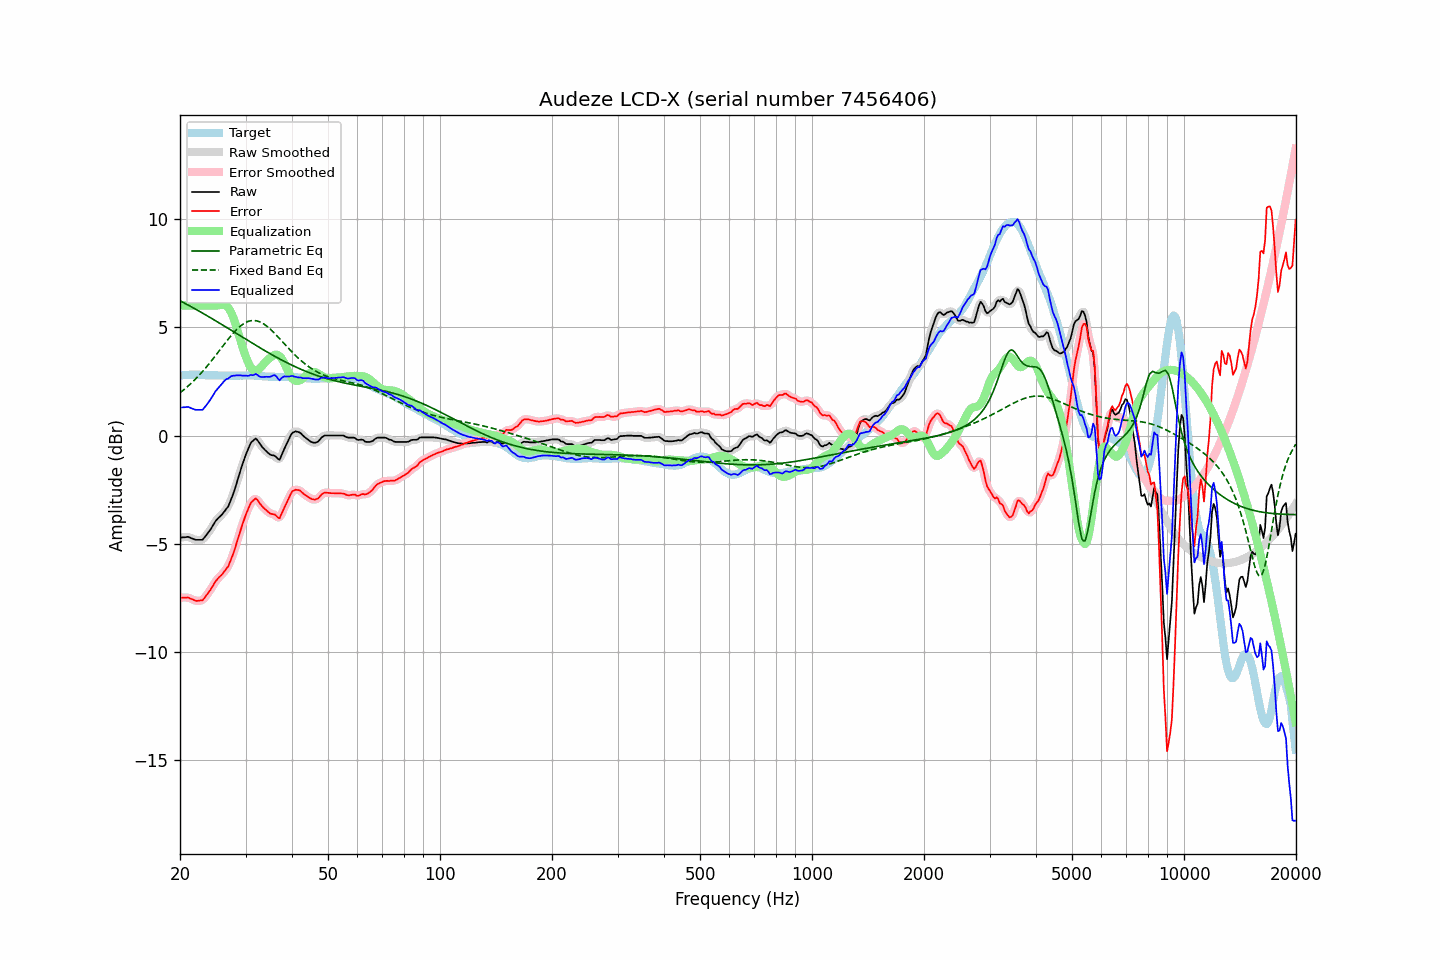 Audeze LCD-X (serial number 7456406)
Target
Raw Smoothed
Error Smoothed
Raw
Error
Equalization
Parametric Eq
Fixed Band Eq
Equalized
10
5
0
−5
−10
−15
Amplitude (dBr)
20 50 100 200 500 1000 2000 5000 10000 20000
Frequency (Hz)